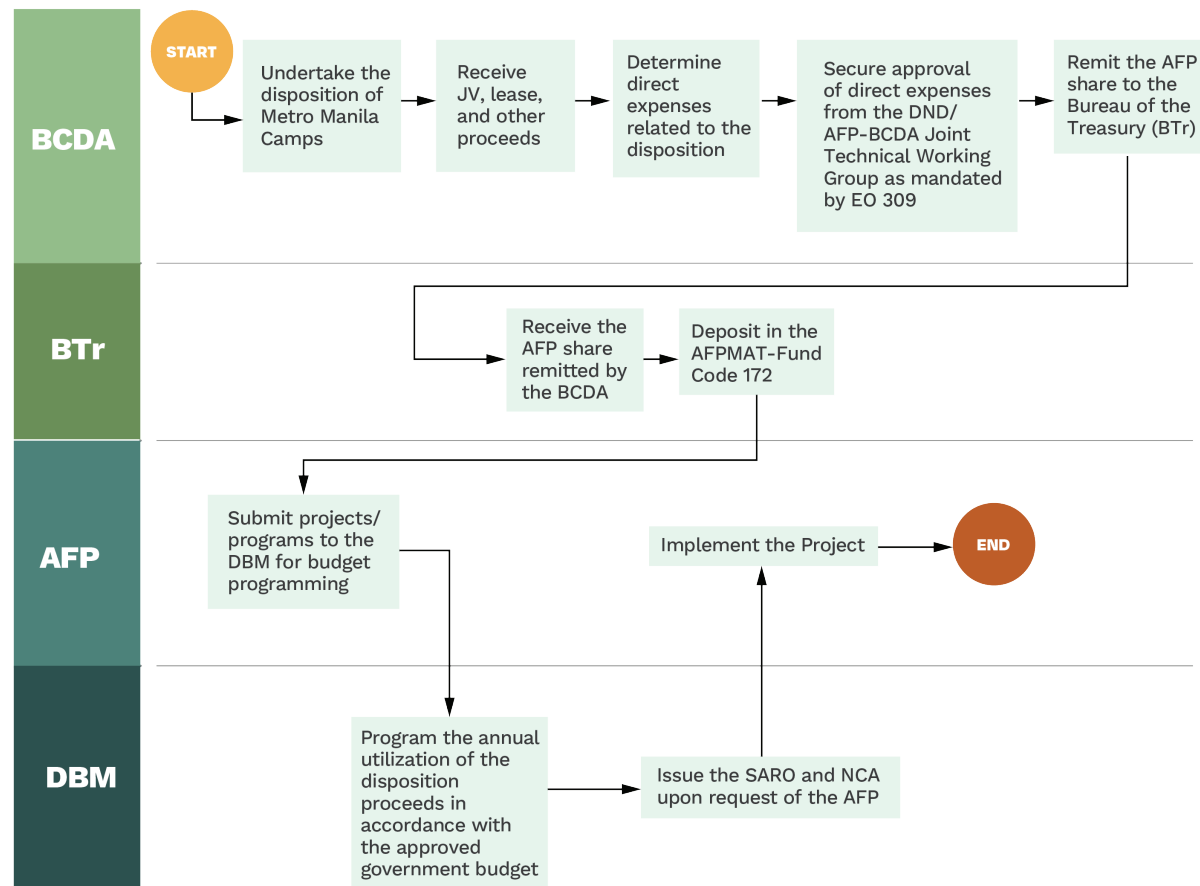 BCDA
START
Undertake the
disposition of
Metro Manila
Camps
Receive
JV, lease,
and other
proceeds
Determine
direct
expenses
related to the
disposition
Secure approval
of direct expenses
from the DND/
AFP-BCDA Joint
Technical Working
Group as mandated
by EO 309
Remit the AFP
share to the
Bureau of the
Treasury (BTr)
BTr
Receive the
AFP share
remitted by
the BCDA
Deposit in the
AFPMAT-Fund
Code 172
AFP
Submit projects/
programs to the
DBM for budget
programming
Implement the Project
END
DBM
Program the annual
utilization of the
disposition
proceeds in
accordance with
the approved
government budget
Issue the SARO and NCA
upon request of the AFP